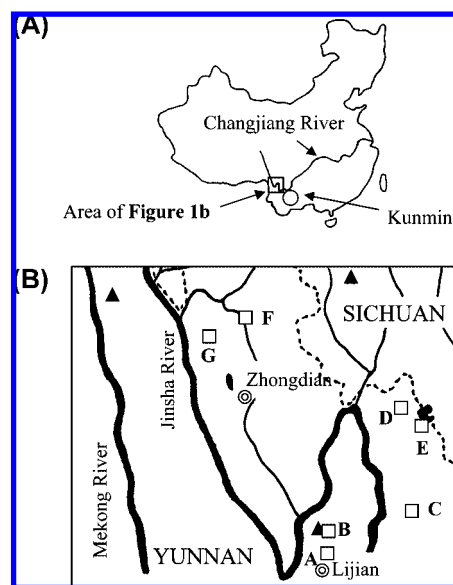 (A)
Changjiang River
Area of Figure 1b
Kunmin
(B)
SICHUAN
F
G
Jinsha River
Zhongdian
D
E
Mekong River
C
B
YUNNAN
A
Lijian